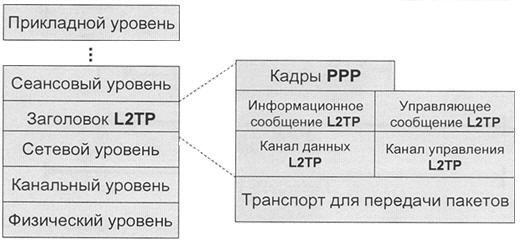 Прикладной уровень
Сеансовый уровень
Заголовок L2TP
Сетевой уровень
Канальный уровень
Физический уровень
Кадры PPP
Информационное
сообщение L2TP
Управляющее
сообщение L2TP
Канал данных
L2TP
Канал управления
L2TP
Транспорт для передачи пакетов